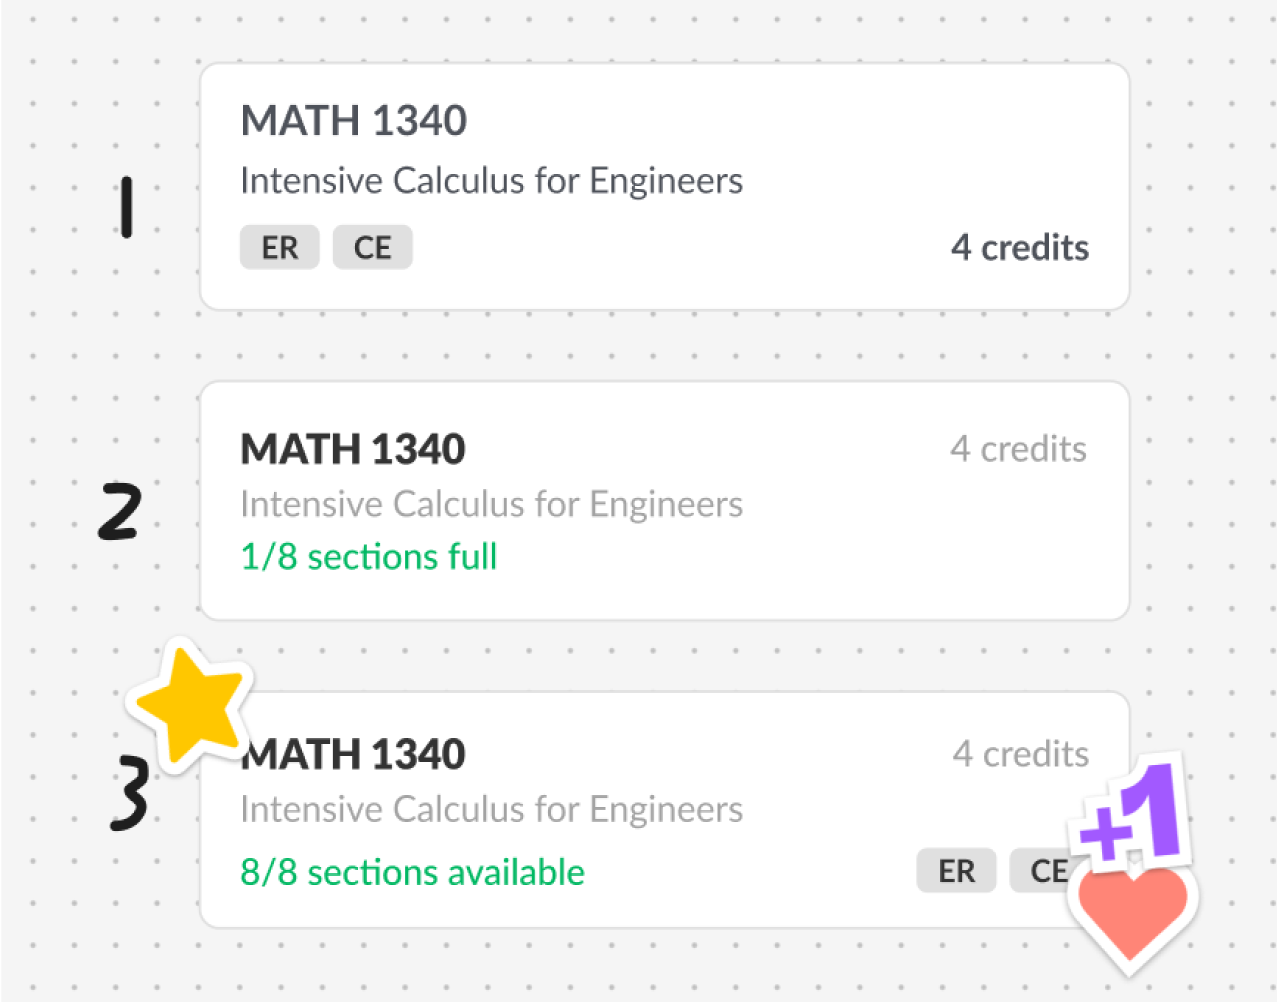 1
MATH 1340
Intensive Calculus for Engineers
ER CE
4 credits
2
MATH 1340
4 credits
Intensive Calculus for Engineers
1/8 sections full
3
MATH 1340
4 credits
Intensive Calculus for Engineers
8/8 sections available
ER CE
+1